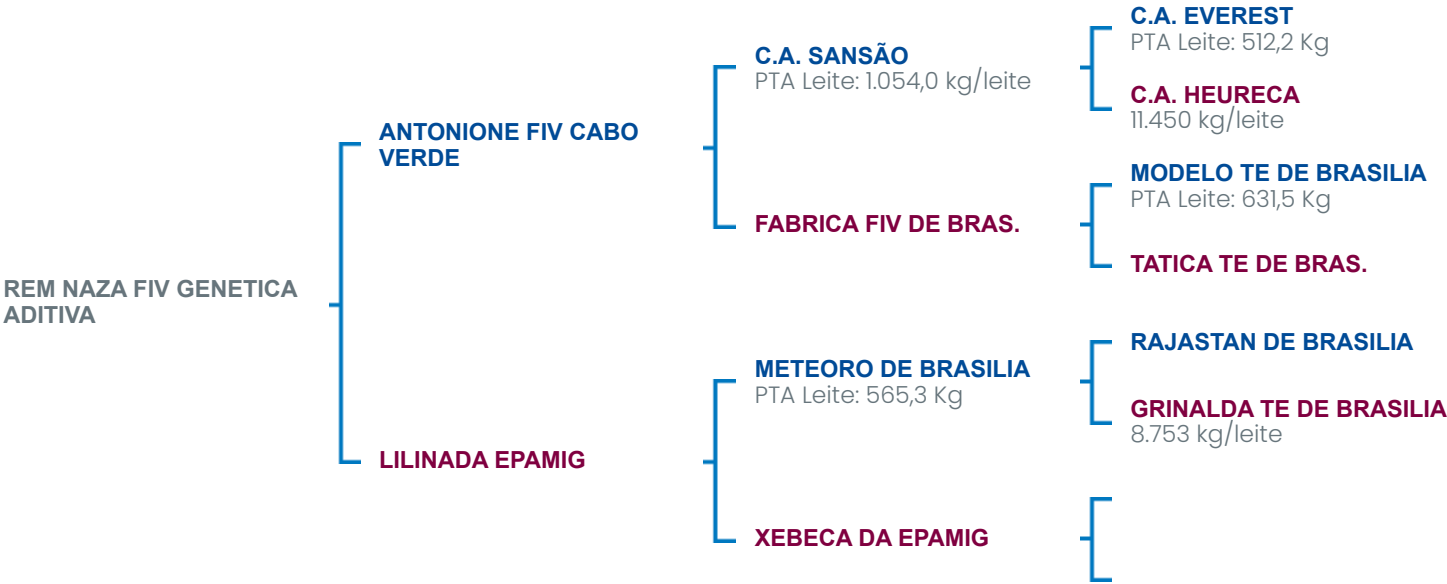 C.A. EVEREST
PTA Leite: 512,2 Kg
C.A. SANSÃO
PTA Leite: 1.054,0 kg/leite
C.A. HEURECA
11.450 kg/leite
ANTONIONE FIV CABO
VERDE
MODELO TE DE BRASILIA
PTA Leite: 631,5 Kg
FABRICA FIV DE BRAS.
TATICA TE DE BRAS.
REM NAZA FIV GENETICA
ADITIVA
RAJASTAN DE BRASILIA
METEORO DE BRASILIA
PTA Leite: 565,3 Kg
GRINALDA TE DE BRASILIA
8.753 kg/leite
LILINADA EPAMIG
XEBECA DA EPAMIG